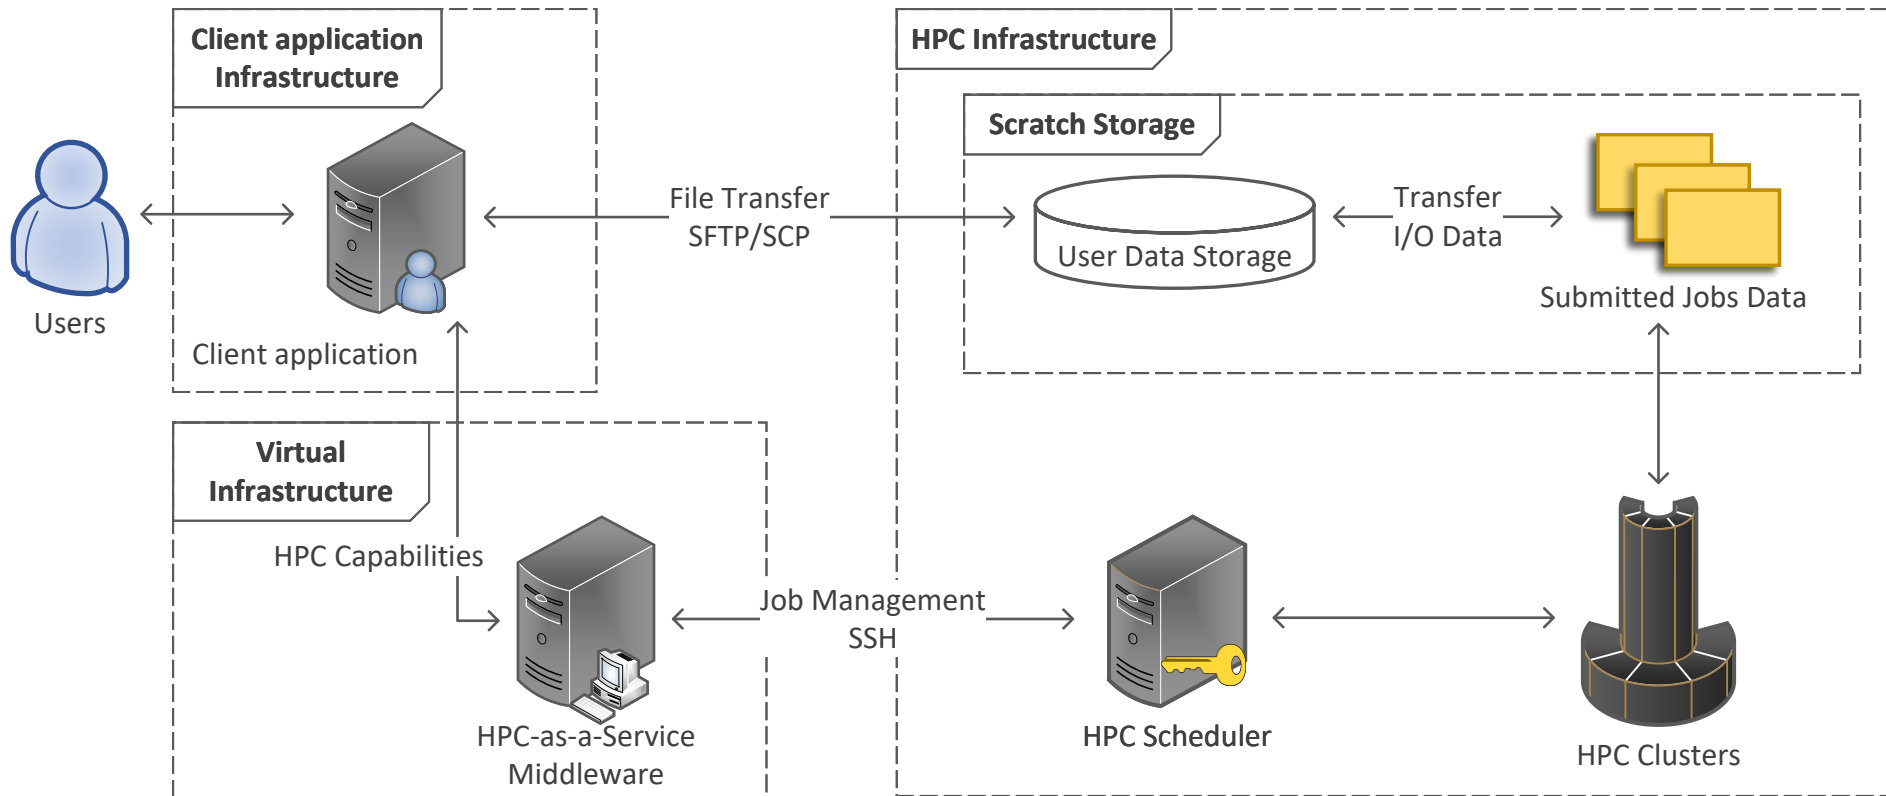 Client application
Infrastructure
HPC Infrastructure
Scratch Storage
File Transfer
SFTP/SCP
Transfer
I/O Data
User Data Storage
Submitted Jobs Data
Users
Client application
Virtual
Infrastructure
HPC Capabilities
Job Management
SSH
HPC-as-a-Service
Middleware
HPC Scheduler
HPC Clusters